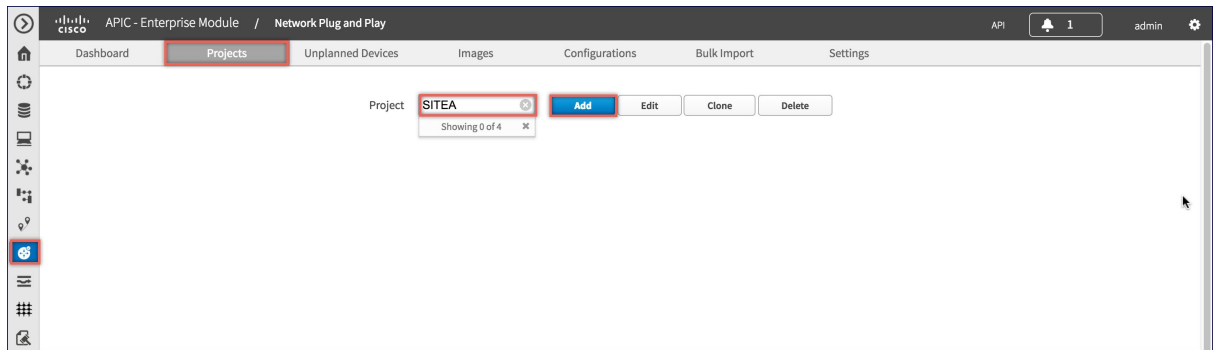 CISCO APIC - Enterprise Module / Network Plug and Play API 1 admin
Dashboard Projects Unplanned Devices Images Configurations Bulk Import Settings
Project SITEA Add Edit Clone Delete
Showing 0 of 4